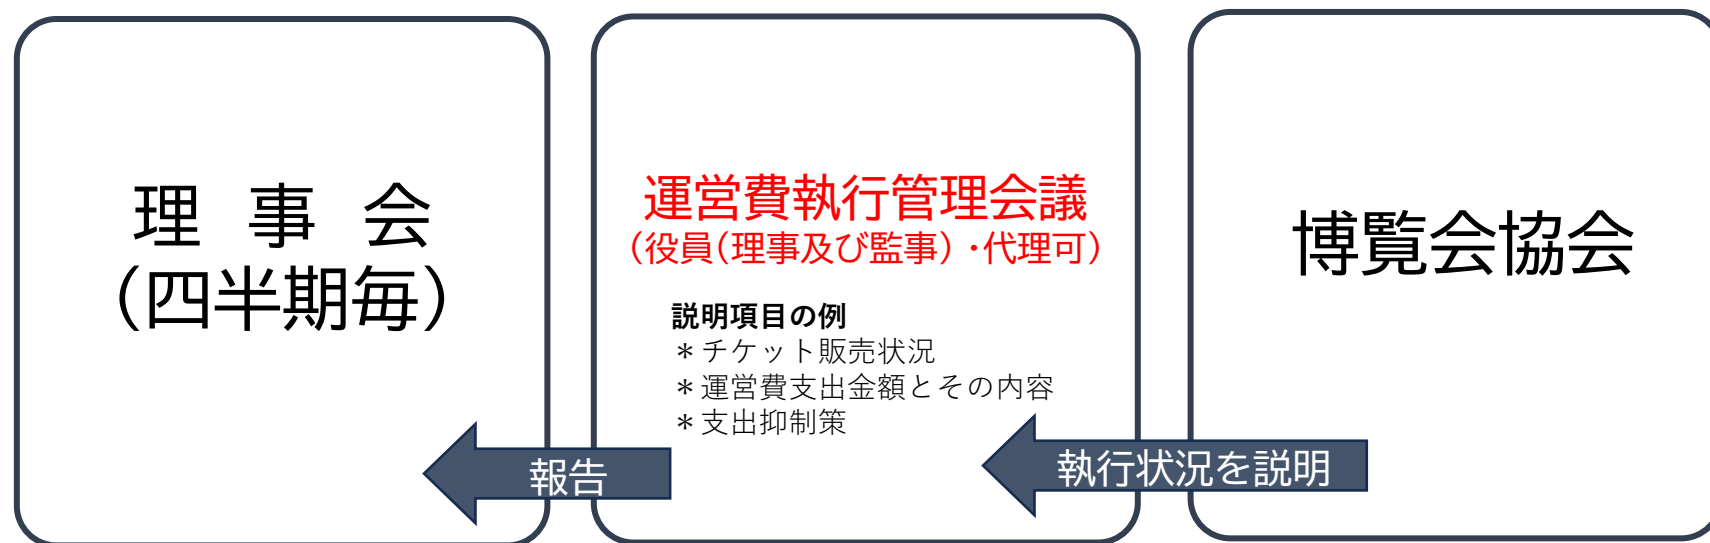 理 事 会
（四半期毎）
報告
運営費執行管理会議
（役員（理事及び監事）・代理可）
説明項目の例
＊チケット販売状況
＊運営費支出金額とその内容
＊支出抑制策
執行状況を説明
博覧会協会